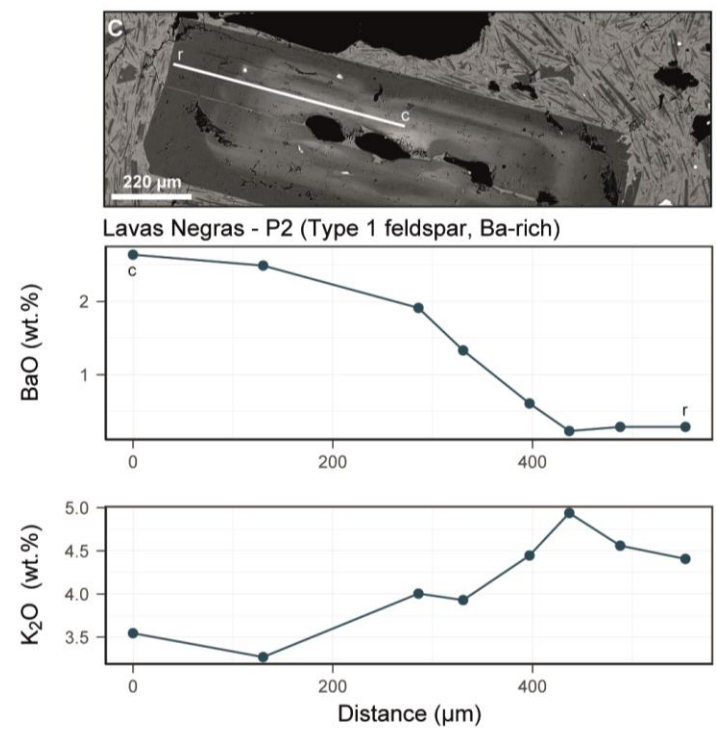 C
r
c
220 µm
Lavas Negras - P2 (Type 1 feldspar, Ba-rich)
BaO (wt.%)
2
1
c
r
0 200 400
K₂O (wt.%)
5.0
4.5
4.0
3.5
0 200 400
Distance (µm)